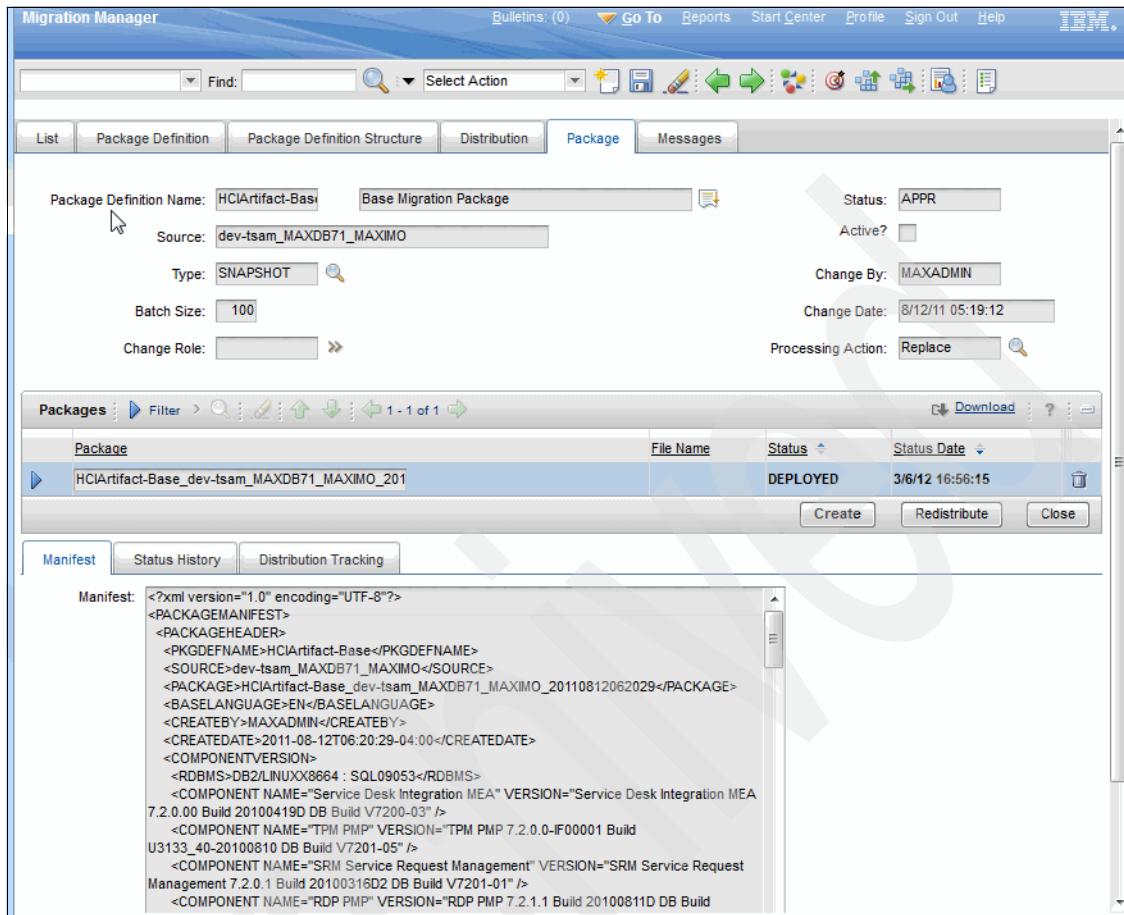 Migration Manager
Bulletins: (0) Go To Reports Start Center Profile Sign Out Help IBM.
Find: Select Action
List Package Definition Package Definition Structure Distribution Package Messages
Package Definition Name: HCIArtifact-Base Base Migration Package Status: APPR
Source: dev-tsam_MAXDB71_MAXIMO Active?
Type: SNAPSHOT Change By: MAXADMIN
Batch Size: 100 Change Date: 8/12/11 05:19:12
Change Role: Processing Action: Replace
Packages Filter 1 - 1 of 1 Download ?
Package File Name Status Status Date
HCIArtifact-Base_dev-tsam_MAXDB71_MAXIMO_201 DEPLOYED 3/6/12 16:56:15
Create Redistribute Close
Manifest Status History Distribution Tracking
Manifest: <?xml version="1.0" encoding="UTF-8"?>
<PACKAGEMANIFEST>
<PACKAGEHEADER>
<PKGDEFNAME>HCIArtifact-Base</PKGDEFNAME>
<SOURCE>dev-tsam_MAXDB71_MAXIMO</SOURCE>
<PACKAGE>HCIArtifact-Base_dev-tsam_MAXDB71_MAXIMO_20110812062029</PACKAGE>
<BASELANGUAGE>EN</BASELANGUAGE>
<CREATEBY>MAXADMIN</CREATEBY>
<CREATEDATE>2011-08-12T06:20:29-04:00</CREATEDATE>
<COMPONENTVERSION>
<RDBMS>DB2/LINUXX8664 : SQL09053</RDBMS>
<COMPONENT NAME="Service Desk Integration MEA" VERSION="Service Desk Integration MEA
7.2.0.00 Build 20100419D DB Build V7200-03" />
<COMPONENT NAME="TPM PMP" VERSION="TPM PMP 7.2.0.0-IF00001 Build
U3133_40-20100810 DB Build V7201-05" />
<COMPONENT NAME="SRM Service Request Management" VERSION="SRM Service Request
Management 7.2.0.1 Build 20100316D2 DB Build V7201-01" />
<COMPONENT NAME="RDP PMP" VERSION="RDP PMP 7.2.1.1 Build 20100811D DB Build